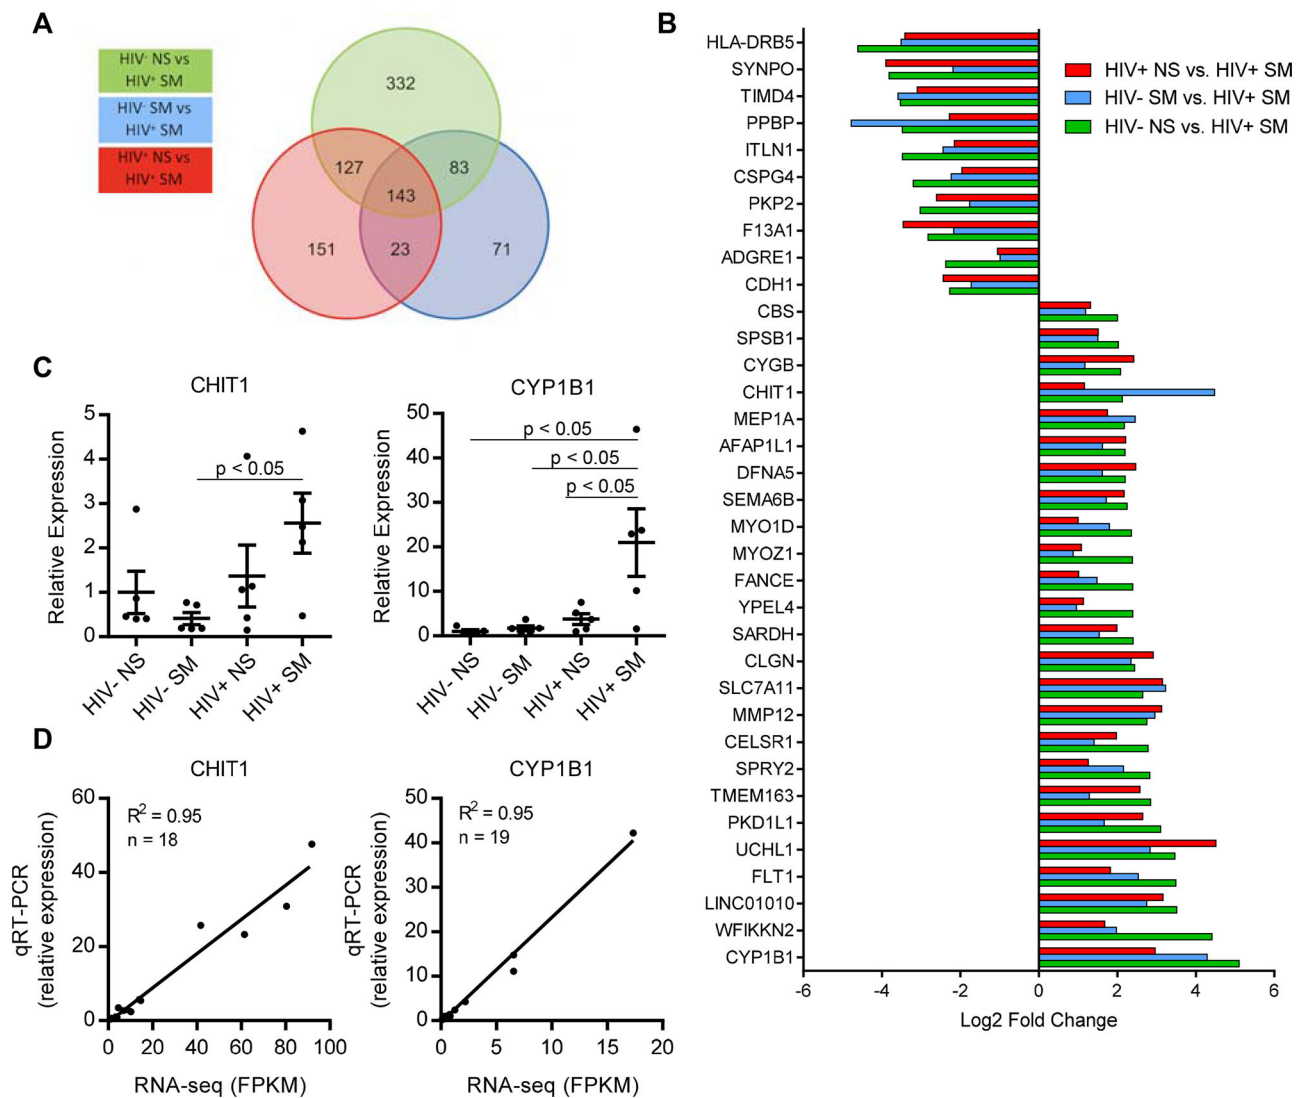 A
HIV- NS vs
HIV+ SM
HIV- SM vs
HIV+ SM
HIV+ NS vs
HIV+ SM
332
127
83
143
151
23
71
B
HIV+ NS vs. HIV+ SM
HIV- SM vs. HIV+ SM
HIV- NS vs. HIV+ SM
HLA-DRB5
SYNPO
TIMD4
PPBP
ITLN1
CSPG4
PKP2
F13A1
ADGRE1
CDH1
CBS
SPSB1
CYGB
CHIT1
MEP1A
AFAP1L1
DFNA5
SEMA6B
MYO1D
MYOZ1
FANCE
YPEL4
SARDH
CLGN
SLC7A11
MMP12
CELSR1
SPRY2
TMEM163
PKD1L1
UCHL1
FLT1
LINC01010
WFIKKN2
CYP1B1
-6 -4 -2 0 2 4 6
Log2 Fold Change
C
CHIT1
Relative Expression
5
4
3
2
1
0
p < 0.05
HIV- NS
HIV- SM
HIV+ NS
HIV+ SM
CYP1B1
Relative Expression
50
40
30
20
10
0
p < 0.05
p < 0.05
p < 0.05
HIV- NS
HIV- SM
HIV+ NS
HIV+ SM
D
CHIT1
qRT-PCR
(relative expression)
60
40
20
0
R2 = 0.95
n = 18
0 20 40 60 80 100
RNA-seq (FPKM)
CYP1B1
qRT-PCR
(relative expression)
50
40
30
20
10
0
R2 = 0.95
n = 19
0 5 10 15 20
RNA-seq (FPKM)